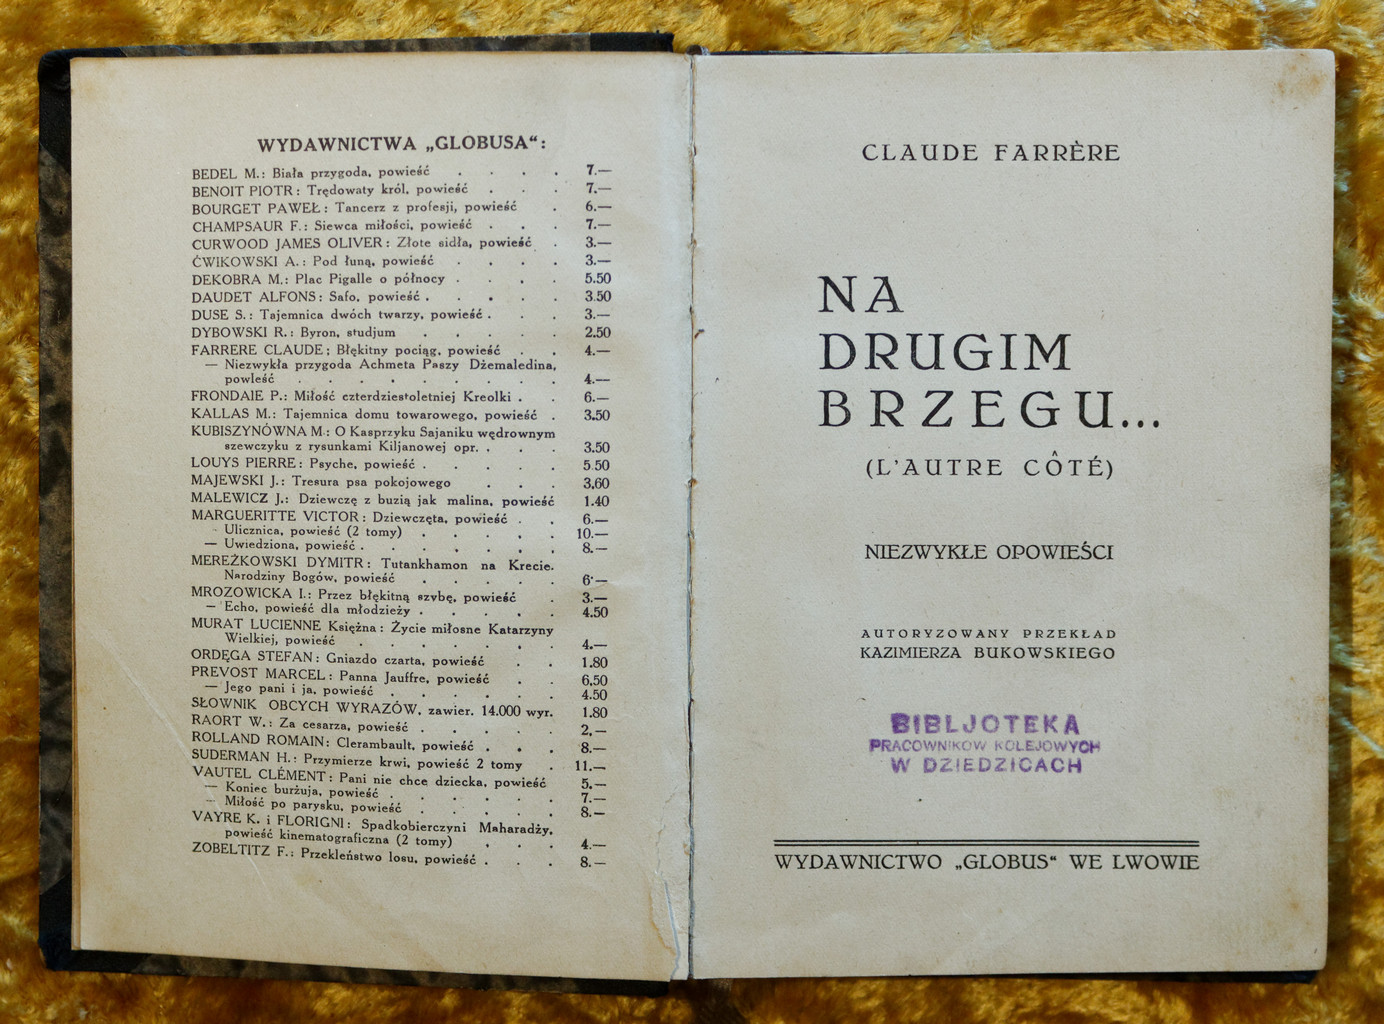 WYDAWNICTWA „GLOBUSA“:
BEDEL M.: Biała przygoda, powieść . . . . 7.—
BENOIT PIOTR: Trędowaty król, powieść . . . 7.—
BOURGET PAWEŁ: Tancerz z profesji, powieść . 6.—
CHAMPSAUR F.: Siewca miłości, powieść . . . 7.—
CURWOOD JAMES OLIVER: Złote sidła, powieść . 3.—
ĆWIKOWSKI A.: Pod łuną, powieść . . . . 3.—
DEKOBRA M.: Plac Pigalle o północy . . . . 5.50
DAUDET ALFONS: Safo, powieść . . . . . 3.50
DUSE S.: Tajemnica dwóch twarzy, powieść . . . 3.—
DYBOWSKI R.: Byron, studjum . . . . . 2.50
FARRERE CLAUDE; Błękitny pociąg, powieść . . 4.—
— Niezwykła przygoda Achmeta Paszy Dżemaledina,
powieść . . . . . . . . . 4.—
FRONDAIE P.: Miłość czterdziestoletniej Kreolki . . 6.—
KALLAS M.: Tajemnica domu towarowego, powieść . 3.50
KUBISZYNÓWNA M.: O Kasprzyku Sajaniku wędrownym
szewczyku z rysunkami Kiljanowej opr. . . . 3.50
LOUYS PIERRE: Psyche, powieść . . . . . 5.50
MAJEWSKI J.: Tresura psa pokojowego . . . 3.60
MALEWICZ J.: Dziewczę z buzią jak malina, powieść 1.40
MARGUERITTE VICTOR: Dziewczęta, powieść . . 6.—
— Ulicznica, powieść (2 tomy) . . . . . 10.—
— Uwiedziona, powieść . . . . . . . 8.—
MEREŻKOWSKI DYMITR: Tutankhamon na Krecie.
Narodziny Bogów, powieść . . . . . 6·—
MROZOWICKA I.: Przez błękitną szybę, powieść . 3.—
— Echo, powieść dla młodzieży . . . . . 4.50
MURAT LUCIENNE Księżna: Życie miłosne Katarzyny
Wielkiej, powieść . . . . . . . 4.—
ORDĘGA STEFAN: Gniazdo czarta, powieść . . 1.80
PREVOST MARCEL: Panna Jauffre, powieść . . 6,50
— Jego pani i ja, powieść . . . . . . 4.50
SŁOWNIK OBCYCH WYRAZÓW, zawier. 14.000 wyr. 1.80
RAORT W.: Za cesarza, powieść . . . . . 2,—
ROLLAND ROMAIN: Clerambault, powieść . . . 8.—
SUDERMAN H.: Przymierze krwi, powieść 2 tomy . 11.—
VAUTEL CLÉMENT: Pani nie chce dziecka, powieść 5.—
— Koniec burżuja, powieść . . . . . . 7.—
— Miłość po parysku, powieść . . . . . 8.—
VAYRE K. i FLORIGNI: Spadkobierczyni Maharadży,
powieść kinematograficzna (2 tomy) . . . 4.—
ZOBELTITZ F.: Przekleństwo losu, powieść . . . 8.—
CLAUDE FARRÈRE
NA
DRUGIM
BRZEGU...
(L'AUTRE CÔTÉ)
NIEZWYKŁE OPOWIEŚCI
AUTORYZOWANY PRZEKŁAD
KAZIMIERZA BUKOWSKIEGO
BIBLJOTEKA
PRACOWNIKÓW KOLEJOWYCH
W DZIEDZICACH
WYDAWNICTWO „GLOBUS“ WE LWOWIE